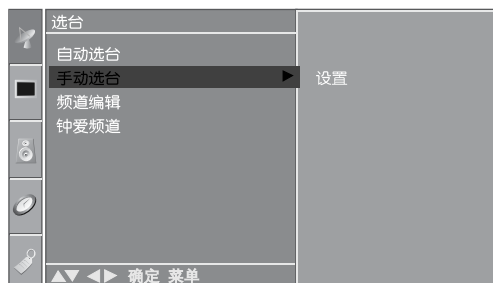 选台
自动选台
手动选台 ▶ 设置
频道编辑
钟爱频道
▲▼ ◀▶ 确定 菜单